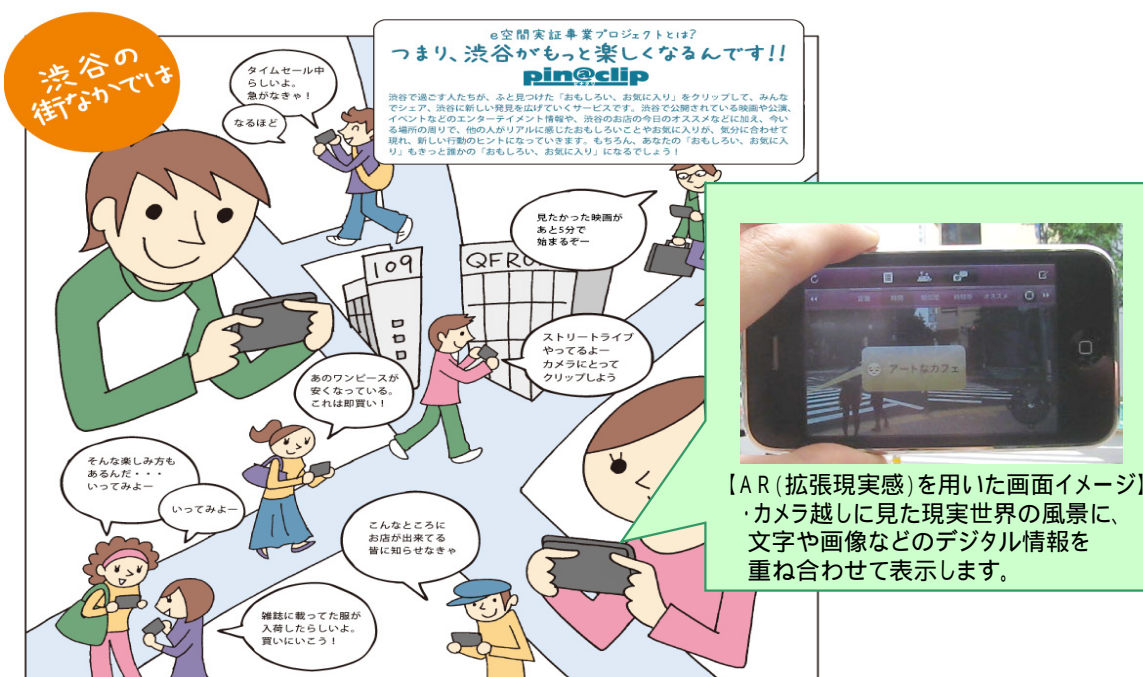 渋谷の
街なかでは
e空間実証事業プロジェクトとは?
つまり、渋谷がもっと楽しくなるんです!!
pin@clip
ピナクリ
渋谷で過ごす人たちが、ふと見つけた「おもしろい、お気に入り」をクリップして、みんな
でシェア、渋谷に新しい発見を広げていくサービスです。渋谷で公開されている映画や公演、
イベントなどのエンターテイメント情報や、渋谷のお店の今日のオススメなどに加え、今い
る場所の周りで、他の人がリアルに感じたおもしろいことやお気に入りが、気分に合わせて
現れ、新しい行動のヒントになっていきます。もちろん、あなたの「おもしろい、お気に入
り」もきっと誰かの「おもしろい、お気に入り」になるでしょう!
タイムセール中
らしいよ。
急がなきゃ!
なるほど
見たかった映画が
あと5分で
始まるぞー
109
QFRO
ストリートライブ
やってるよー
カメラにとって
クリップしよう
あのワンピースが
安くなっている。
これは即買い!
そんな楽しみ方も
あるんだ・・・
いってみよー
いってみよー
こんなところに
お店が出来てる
皆に知らせなきゃ
雑誌に載ってた服が
入荷したらしいよ。
買いにいこう!
オススメ
アートなカフェ
【AR(拡張現実感)を用いた画面イメージ】
・カメラ越しに見た現実世界の風景に、
文字や画像などのデジタル情報を
重ね合わせて表示します。